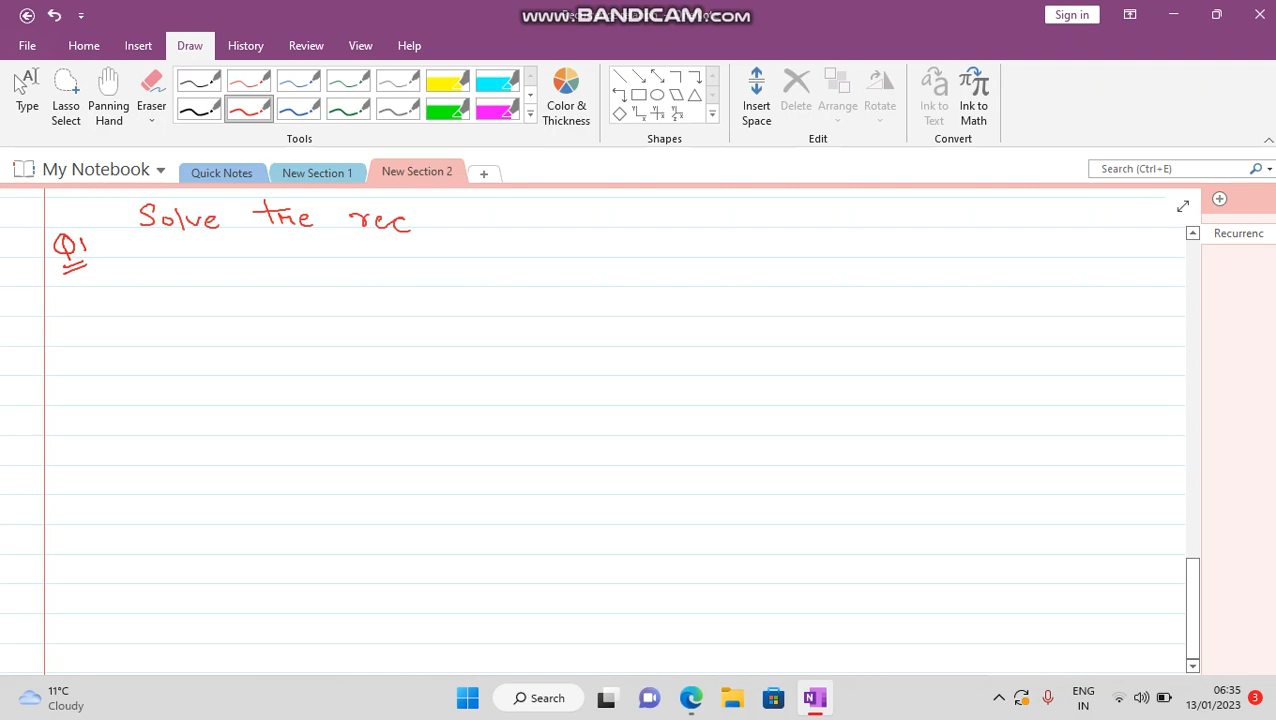 www.BANDICAM.com
Sign in
File Home Insert Draw History Review View Help
Type
Lasso Select
Panning Hand
Eraser
Color & Thickness
Insert Space
Delete
Arrange
Rotate
Ink to Text
Ink to Math
Tools
Shapes
Edit
Convert
My Notebook
Quick Notes
New Section 1
New Section 2
Search (Ctrl+E)
Solve the rec
Q1
Recurrenc
11°C
Cloudy
Search
ENG
IN
06:35
13/01/2023
3